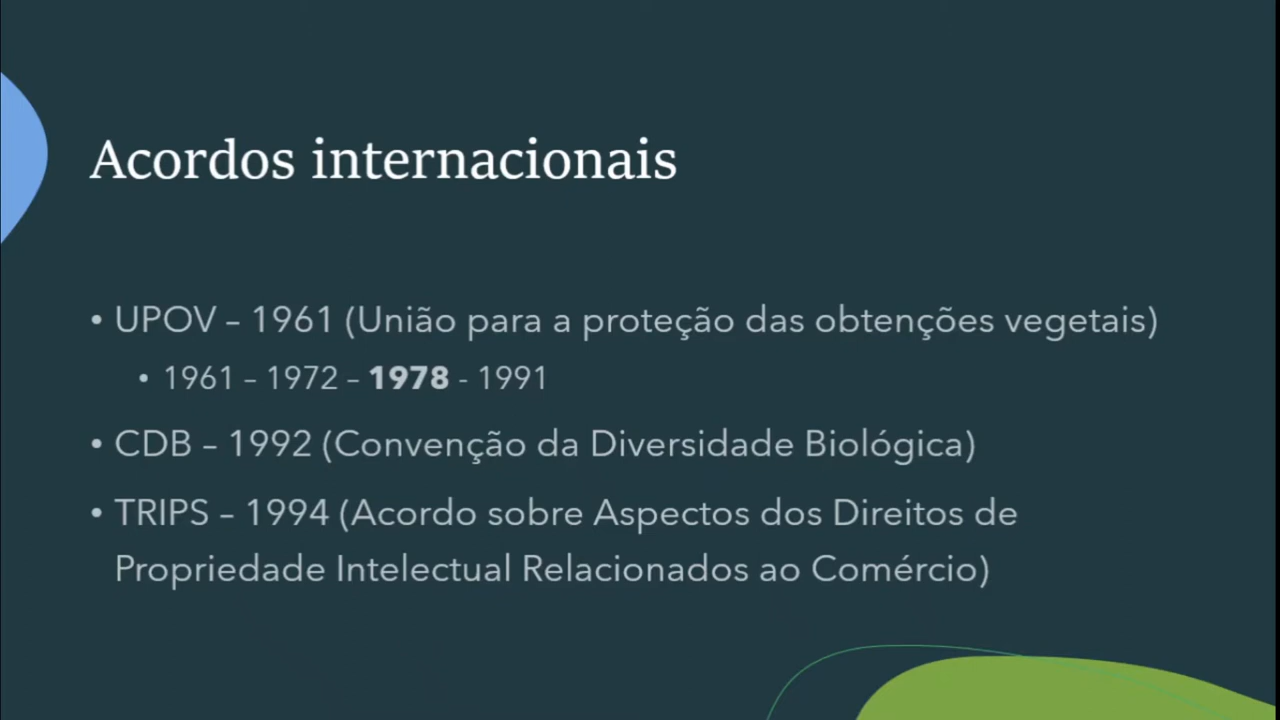 Acordos internacionais
• UPOV – 1961 (União para a proteção das obtenções vegetais)
• 1961 – 1972 – 1978 - 1991
• CDB – 1992 (Convenção da Diversidade Biológica)
• TRIPS – 1994 (Acordo sobre Aspectos dos Direitos de
Propriedade Intelectual Relacionados ao Comércio)